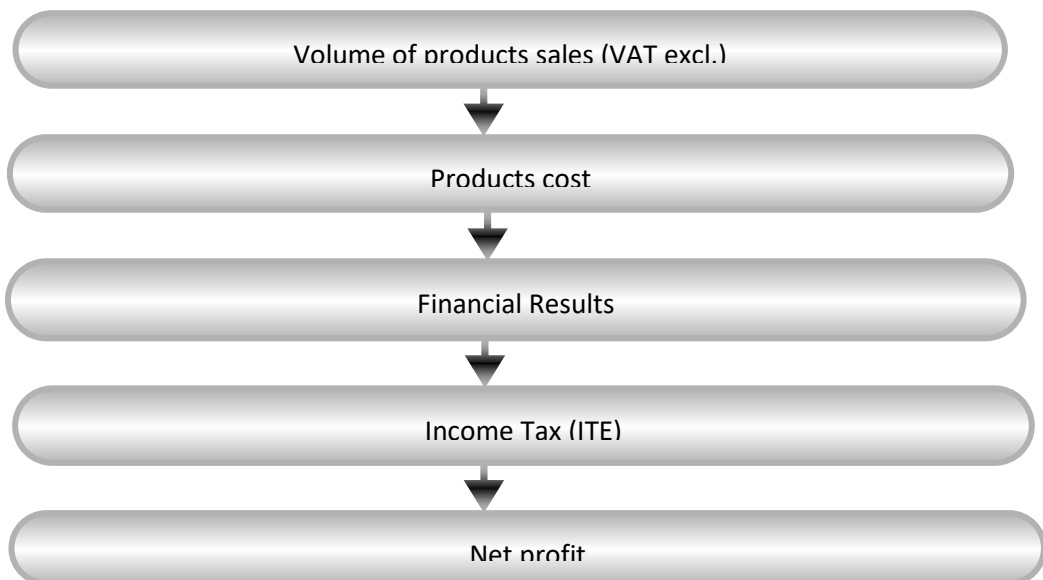 Volume of products sales (VAT excl.)
Products cost
Financial Results
Income Tax (ITE)
Net profit